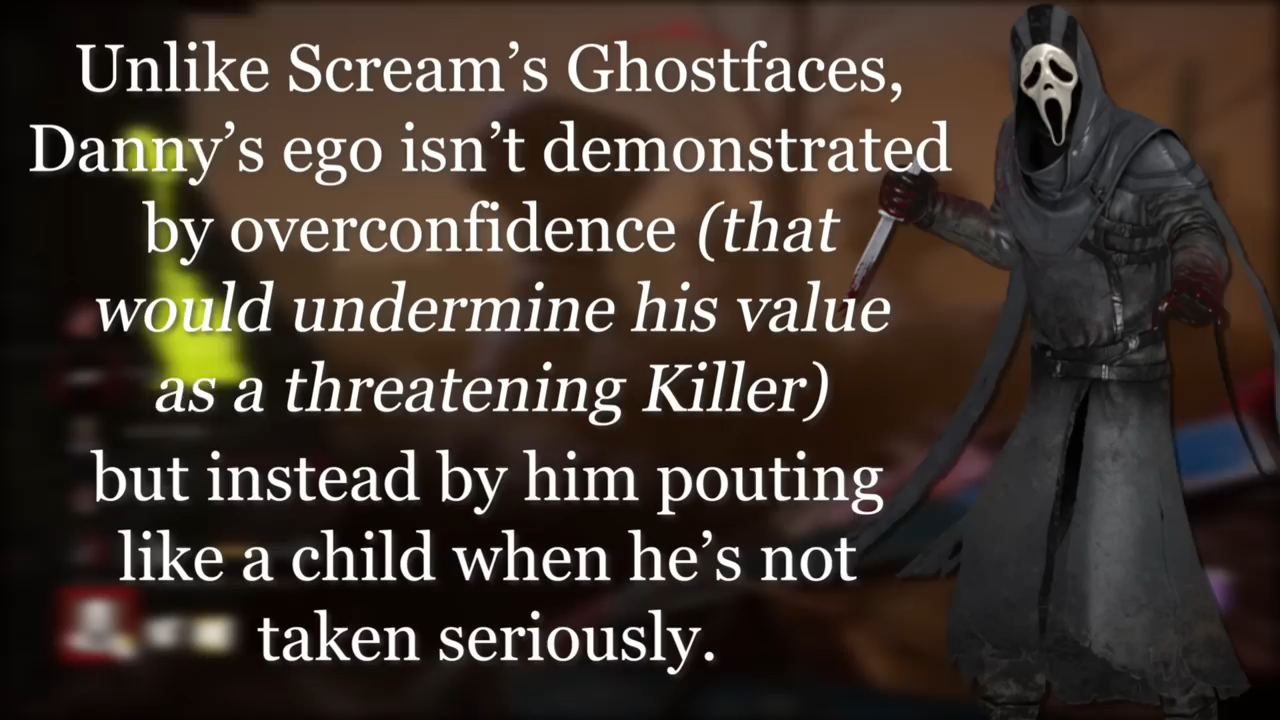 Unlike Scream’s Ghostfaces,
Danny’s ego isn’t demonstrated
by overconfidence (that
would undermine his value
as a threatening Killer)
but instead by him pouting
like a child when he’s not
taken seriously.